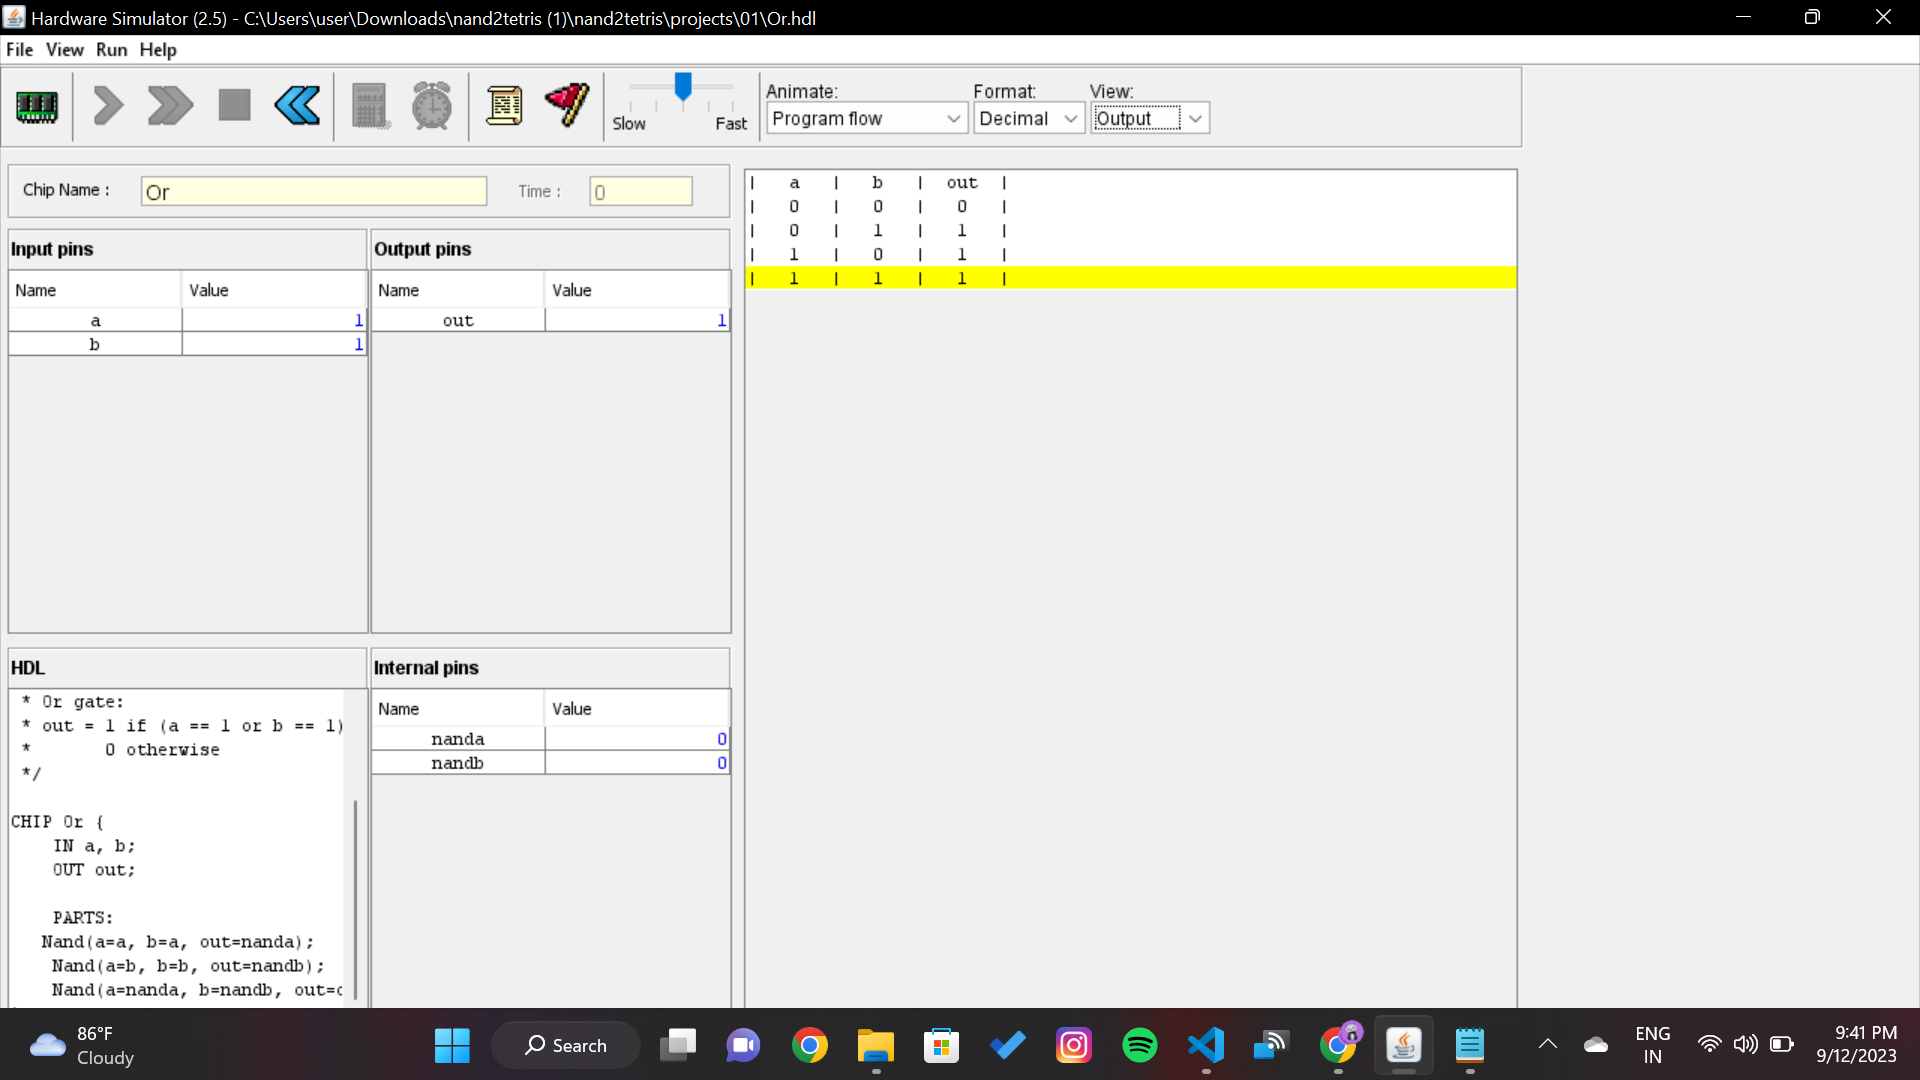 Hardware Simulator (2.5) - C:\Users\user\Downloads\nand2tetris (1)\nand2tetris\projects\01\Or.hdl
File View Run Help
Slow Fast
Animate: Format: View:
Program flow Decimal Output
Chip Name : Or Time : 0
Input pins
Name Value
a 1
b 1
Output pins
Name Value
out 1
| a | b | out |
| 0 | 0 | 0 |
| 0 | 1 | 1 |
| 1 | 0 | 1 |
| 1 | 1 | 1 |
HDL
* Or gate:
* out = 1 if (a == 1 or b == 1)
* 0 otherwise
*/
CHIP Or {
IN a, b;
OUT out;
PARTS:
Nand(a=a, b=a, out=nanda);
Nand(a=b, b=b, out=nandb);
Nand(a=nanda, b=nandb, out=
Internal pins
Name Value
nanda 0
nandb 0
86°F
Cloudy
Search
ENG
IN
9:41 PM
9/12/2023